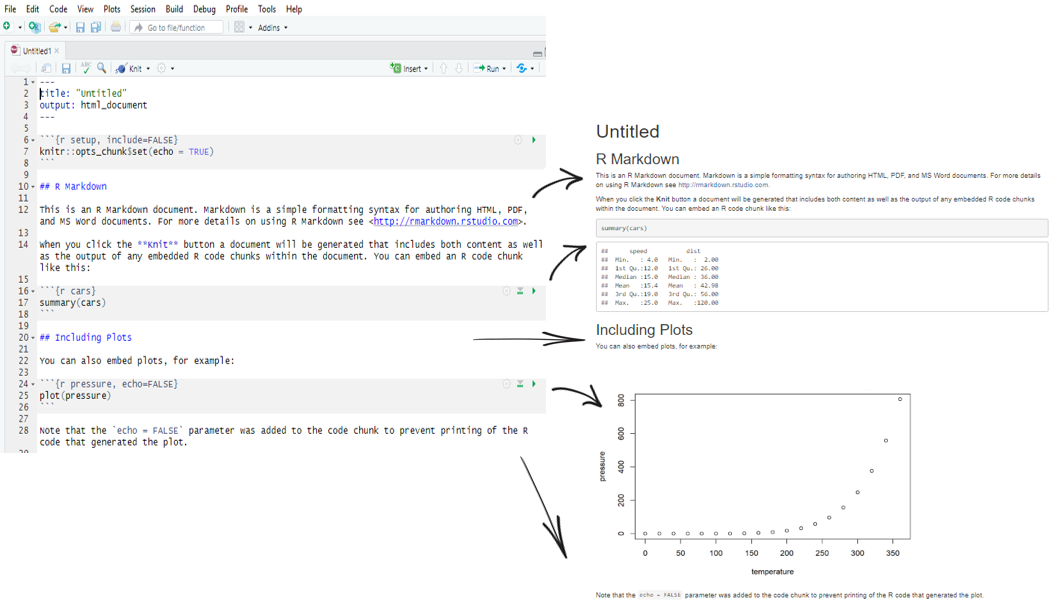 File Edit Code View Plots Session Build Debug Profile Tools Help
Go to file/function Addins
Untitled1
ABC Knit Insert Run
1 ---
2 title: "Untitled"
3 output: html_document
4 ---
5
6 ```{r setup, include=FALSE}
7 knitr::opts_chunk$set(echo = TRUE)
8 ```
9
10 ## R Markdown
11
12 This is an R Markdown document. Markdown is a simple formatting syntax for authoring HTML, PDF,
and MS Word documents. For more details on using R Markdown see <http://rmarkdown.rstudio.com>.
13
14 When you click the **Knit** button a document will be generated that includes both content as well
as the output of any embedded R code chunks within the document. You can embed an R code chunk
like this:
15
16 ```{r cars}
17 summary(cars)
18 ```
19
20 ## Including Plots
21
22 You can also embed plots, for example:
23
24 ```{r pressure, echo=FALSE}
25 plot(pressure)
26 ```
27
28 Note that the `echo = FALSE` parameter was added to the code chunk to prevent printing of the R
code that generated the plot.
29
Untitled
R Markdown
This is an R Markdown document. Markdown is a simple formatting syntax for authoring HTML, PDF, and MS Word documents. For more details
on using R Markdown see http://rmarkdown.rstudio.com.
When you click the Knit button a document will be generated that includes both content as well as the output of any embedded R code chunks
within the document. You can embed an R code chunk like this:
summary(cars)
## speed dist
## Min. : 4.0 Min. : 2.00
## 1st Qu.:12.0 1st Qu.: 26.00
## Median :15.0 Median : 36.00
## Mean :15.4 Mean : 42.98
## 3rd Qu.:19.0 3rd Qu.: 56.00
## Max. :25.0 Max. :120.00
Including Plots
You can also embed plots, for example:
800
600
400
200
0
pressure
0 50 100 150 200 250 300 350
temperature
Note that the echo = FALSE parameter was added to the code chunk to prevent printing of the R code that generated the plot.